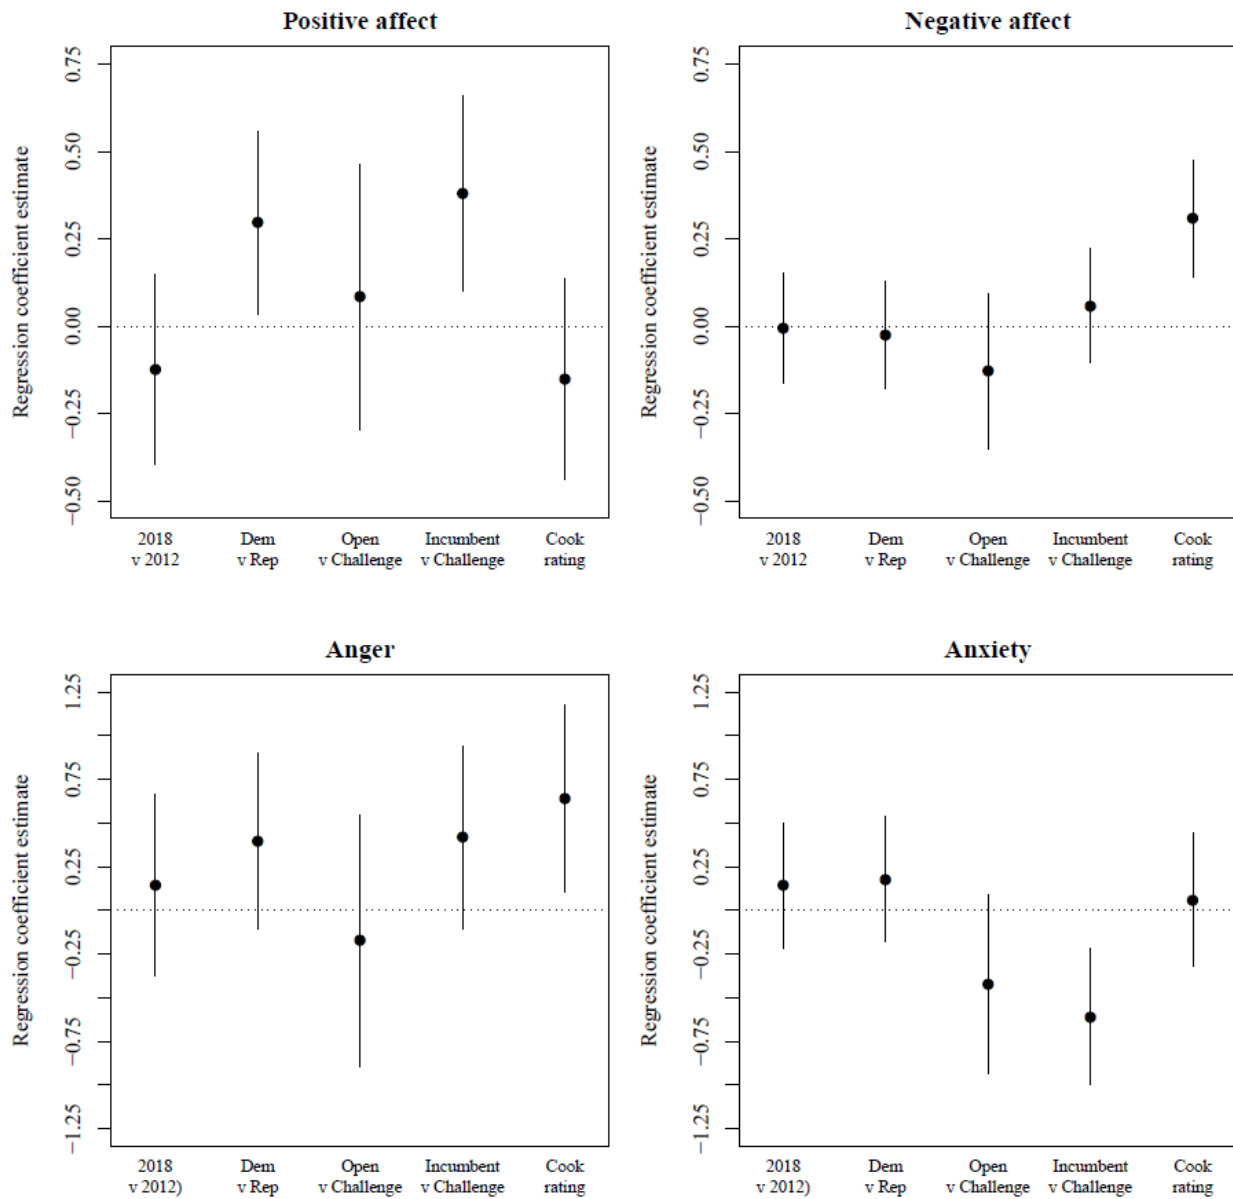 Positive affect
Regression coefficient estimate
0.75
0.50
0.25
0.00
−0.25
−0.50
2018
v 2012
Dem
v Rep
Open
v Challenge
Incumbent
v Challenge
Cook
rating
Negative affect
Regression coefficient estimate
0.75
0.50
0.25
0.00
−0.25
−0.50
2018
v 2012
Dem
v Rep
Open
v Challenge
Incumbent
v Challenge
Cook
rating
Anger
Regression coefficient estimate
1.25
0.75
0.25
−0.25
−0.75
−1.25
2018
v 2012)
Dem
v Rep
Open
v Challenge
Incumbent
v Challenge
Cook
rating
Anxiety
Regression coefficient estimate
1.25
0.75
0.25
−0.25
−0.75
−1.25
2018
v 2012)
Dem
v Rep
Open
v Challenge
Incumbent
v Challenge
Cook
rating